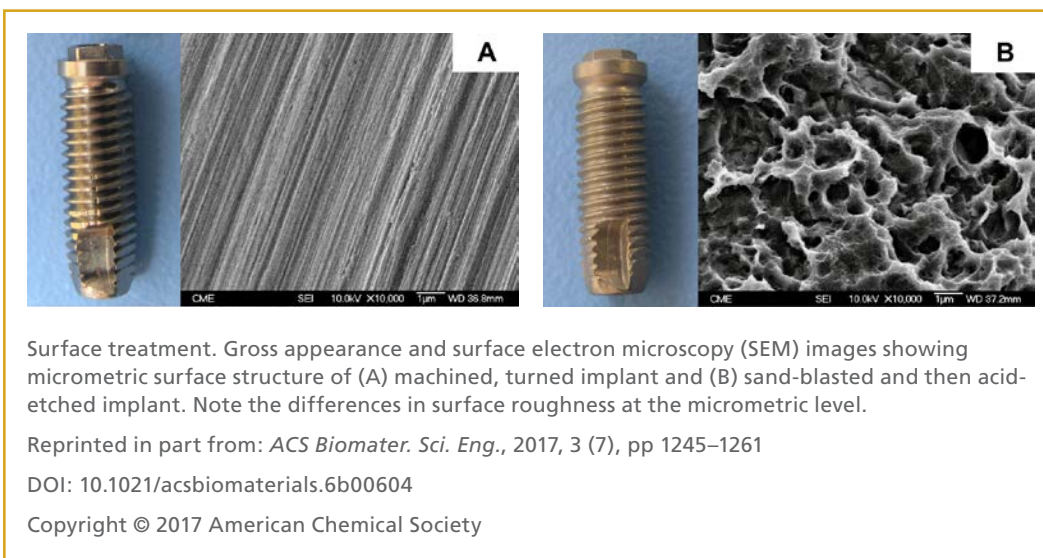 A
B
CME SEI 10.0kV X10,000 1µm WD 36.8mm
CME SEI 10.0kV X10,000 1µm WD 37.2mm
Surface treatment. Gross appearance and surface electron microscopy (SEM) images showing
micrometric surface structure of (A) machined, turned implant and (B) sand-blasted and then acid-
etched implant. Note the differences in surface roughness at the micrometric level.
Reprinted in part from: ACS Biomater. Sci. Eng., 2017, 3 (7), pp 1245–1261
DOI: 10.1021/acsbiomaterials.6b00604
Copyright © 2017 American Chemical Society